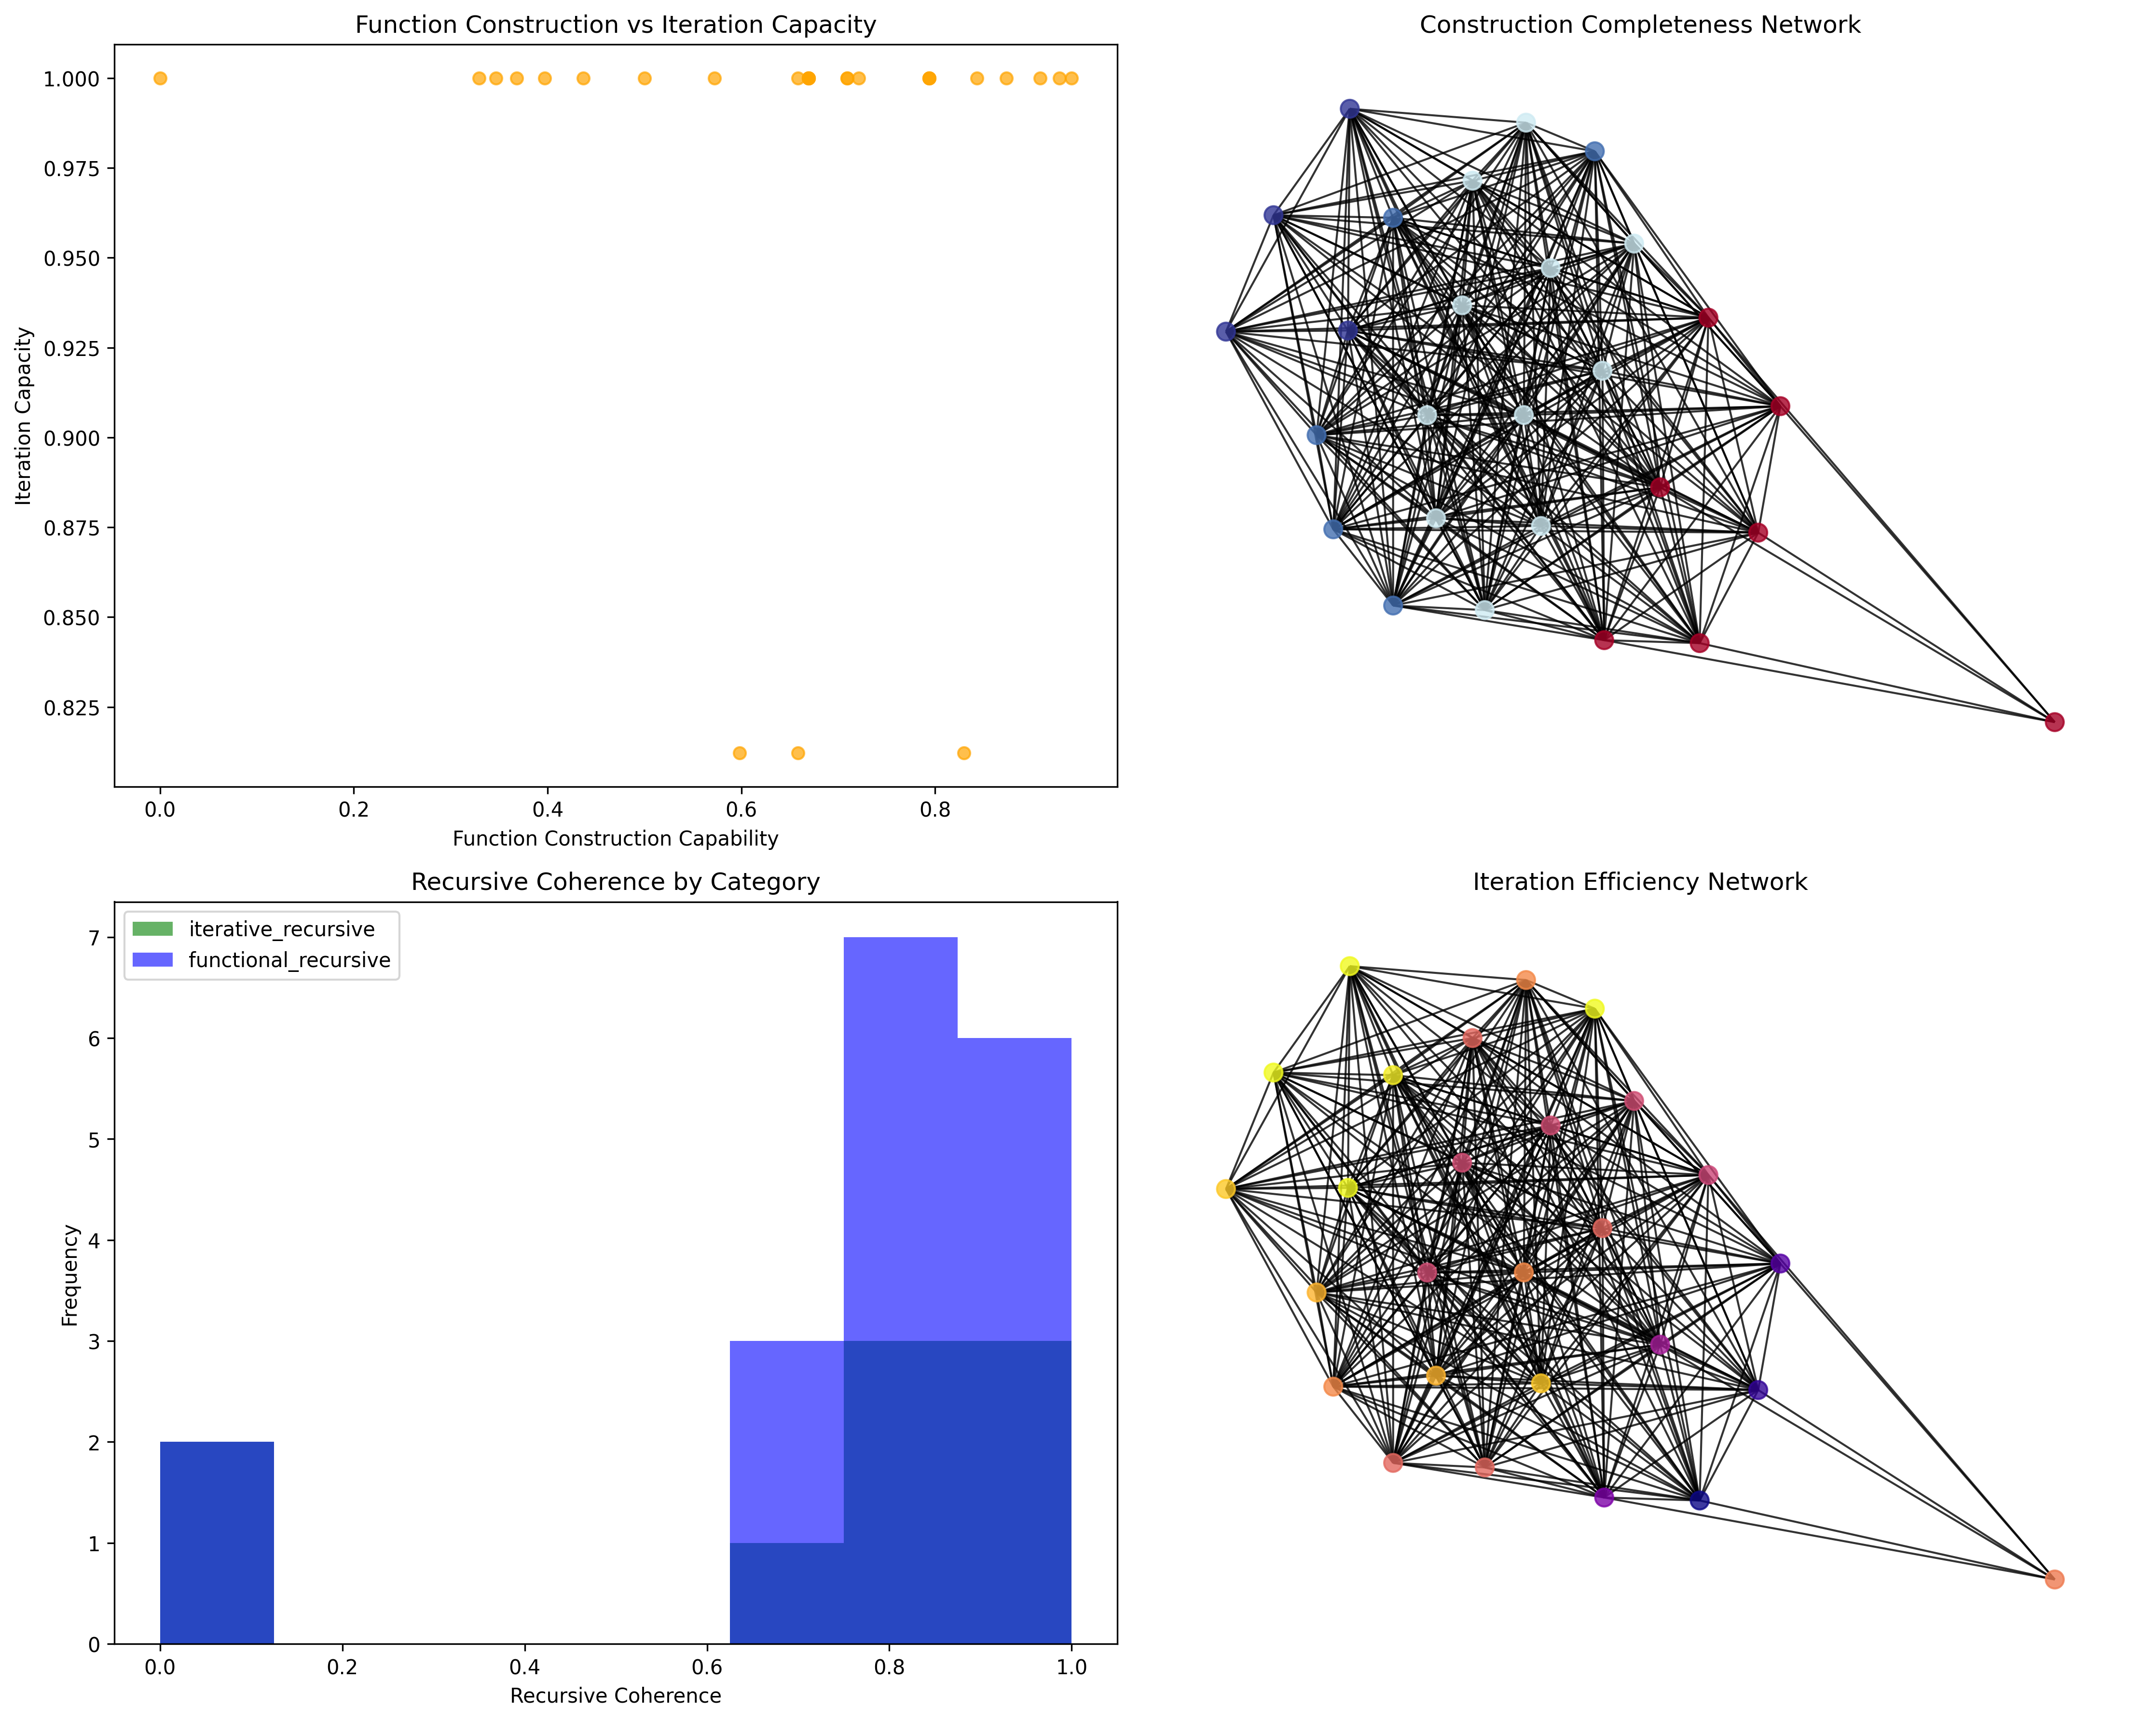 Function Construction vs Iteration Capacity
1.000
0.975
0.950
0.925
0.900
0.875
0.850
0.825
Iteration Capacity
0.0 0.2 0.4 0.6 0.8
Function Construction Capability
Construction Completeness Network
Recursive Coherence by Category
iterative_recursive
functional_recursive
7
6
5
4
3
2
1
0
Frequency
0.0 0.2 0.4 0.6 0.8 1.0
Recursive Coherence
Iteration Efficiency Network